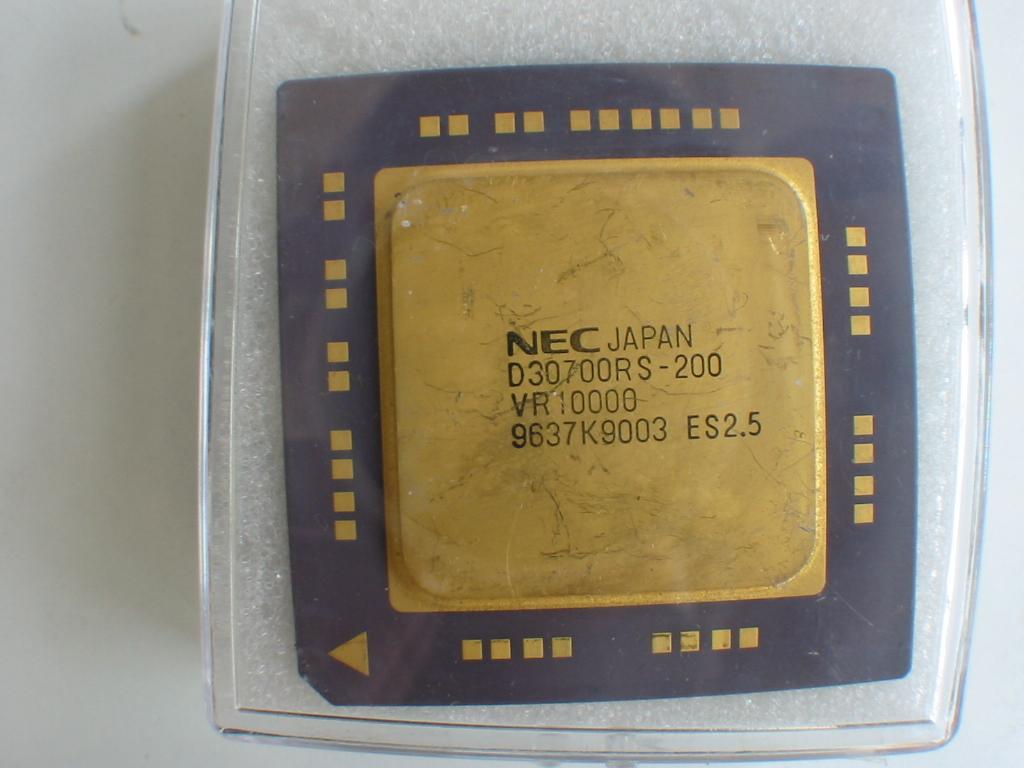 NEC JAPAN
D30700RS-200
VR10000
9637K9003 ES2.5